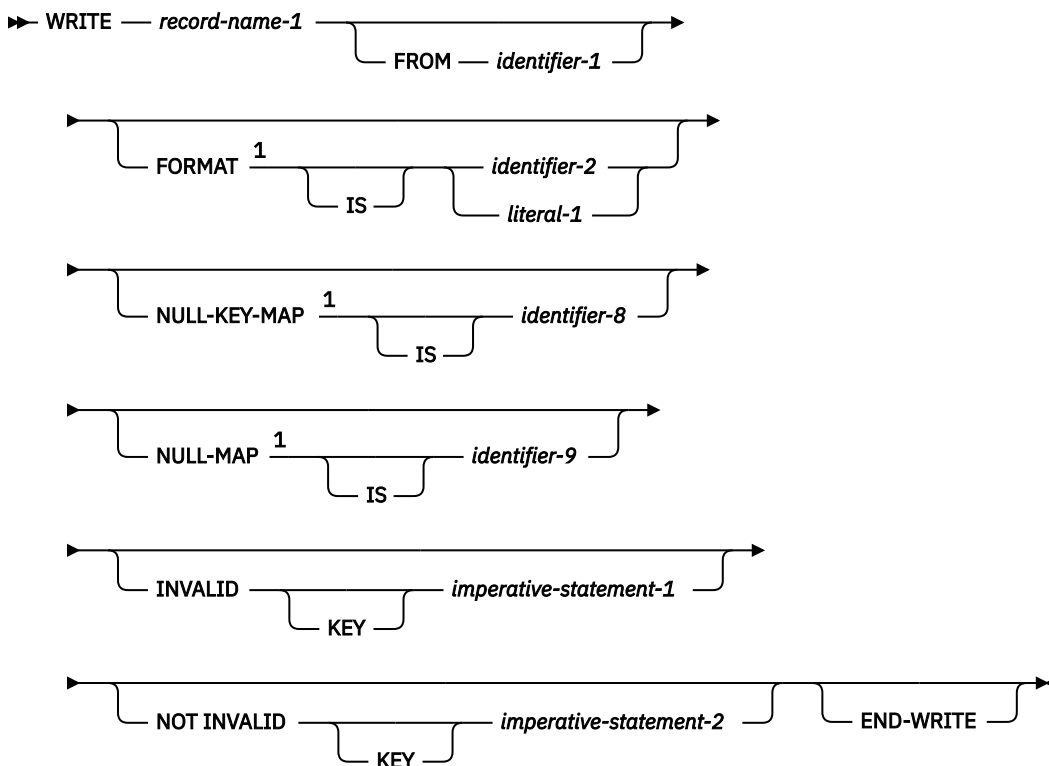 WRITE record-name-1
FROM identifier-1
FORMAT 1 identifier-2
IS literal-1
NULL-KEY-MAP 1 identifier-8
IS
NULL-MAP 1 identifier-9
IS
INVALID imperative-statement-1
KEY
NOT INVALID imperative-statement-2 END-WRITE
KEY